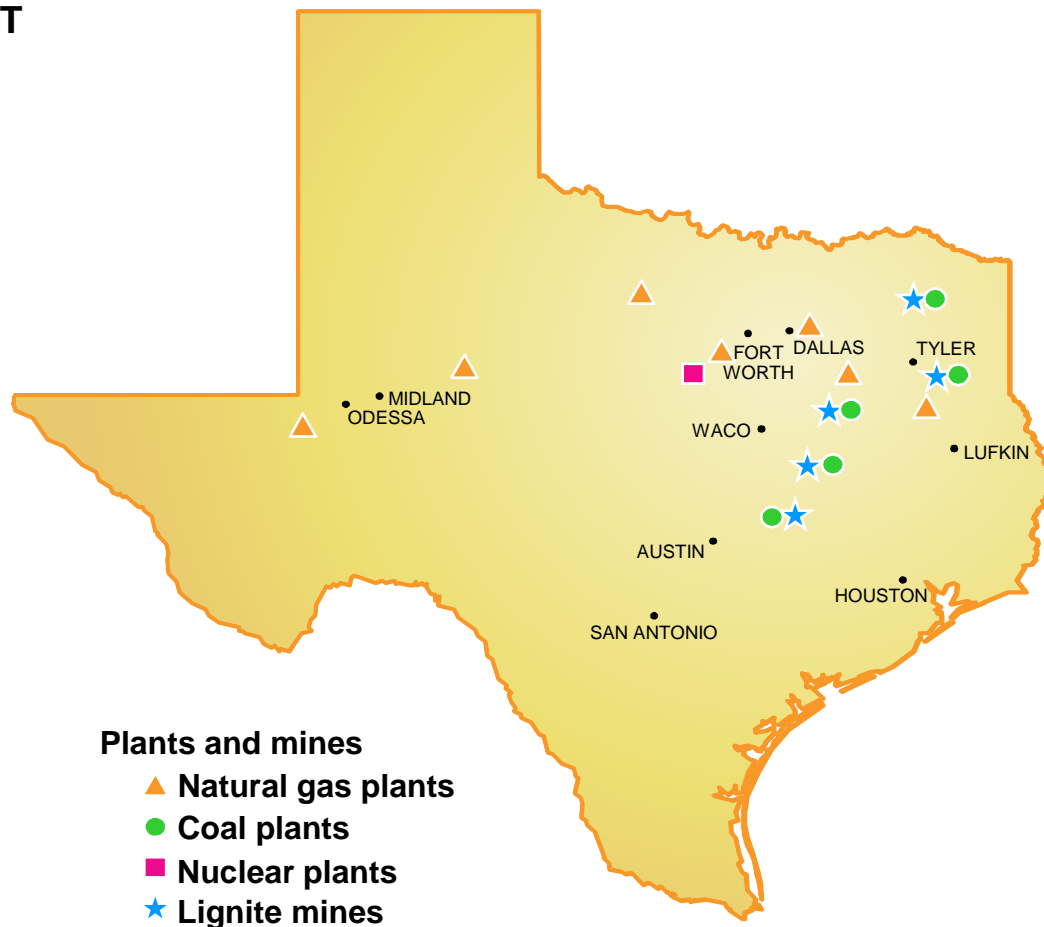 T
DALLAS
FORT
WORTH
TYLER
MIDLAND
ODESSA
WACO
LUFKIN
AUSTIN
HOUSTON
SAN ANTONIO
Plants and mines
Natural gas plants
Coal plants
Nuclear plants
Lignite mines